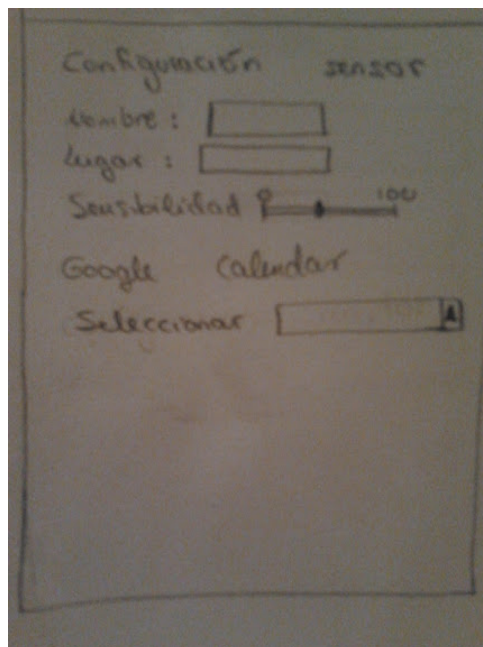 Configuración sensor
Nombre :
Lugar :
Sensibilidad 0 100
Google Calendar
Seleccionar